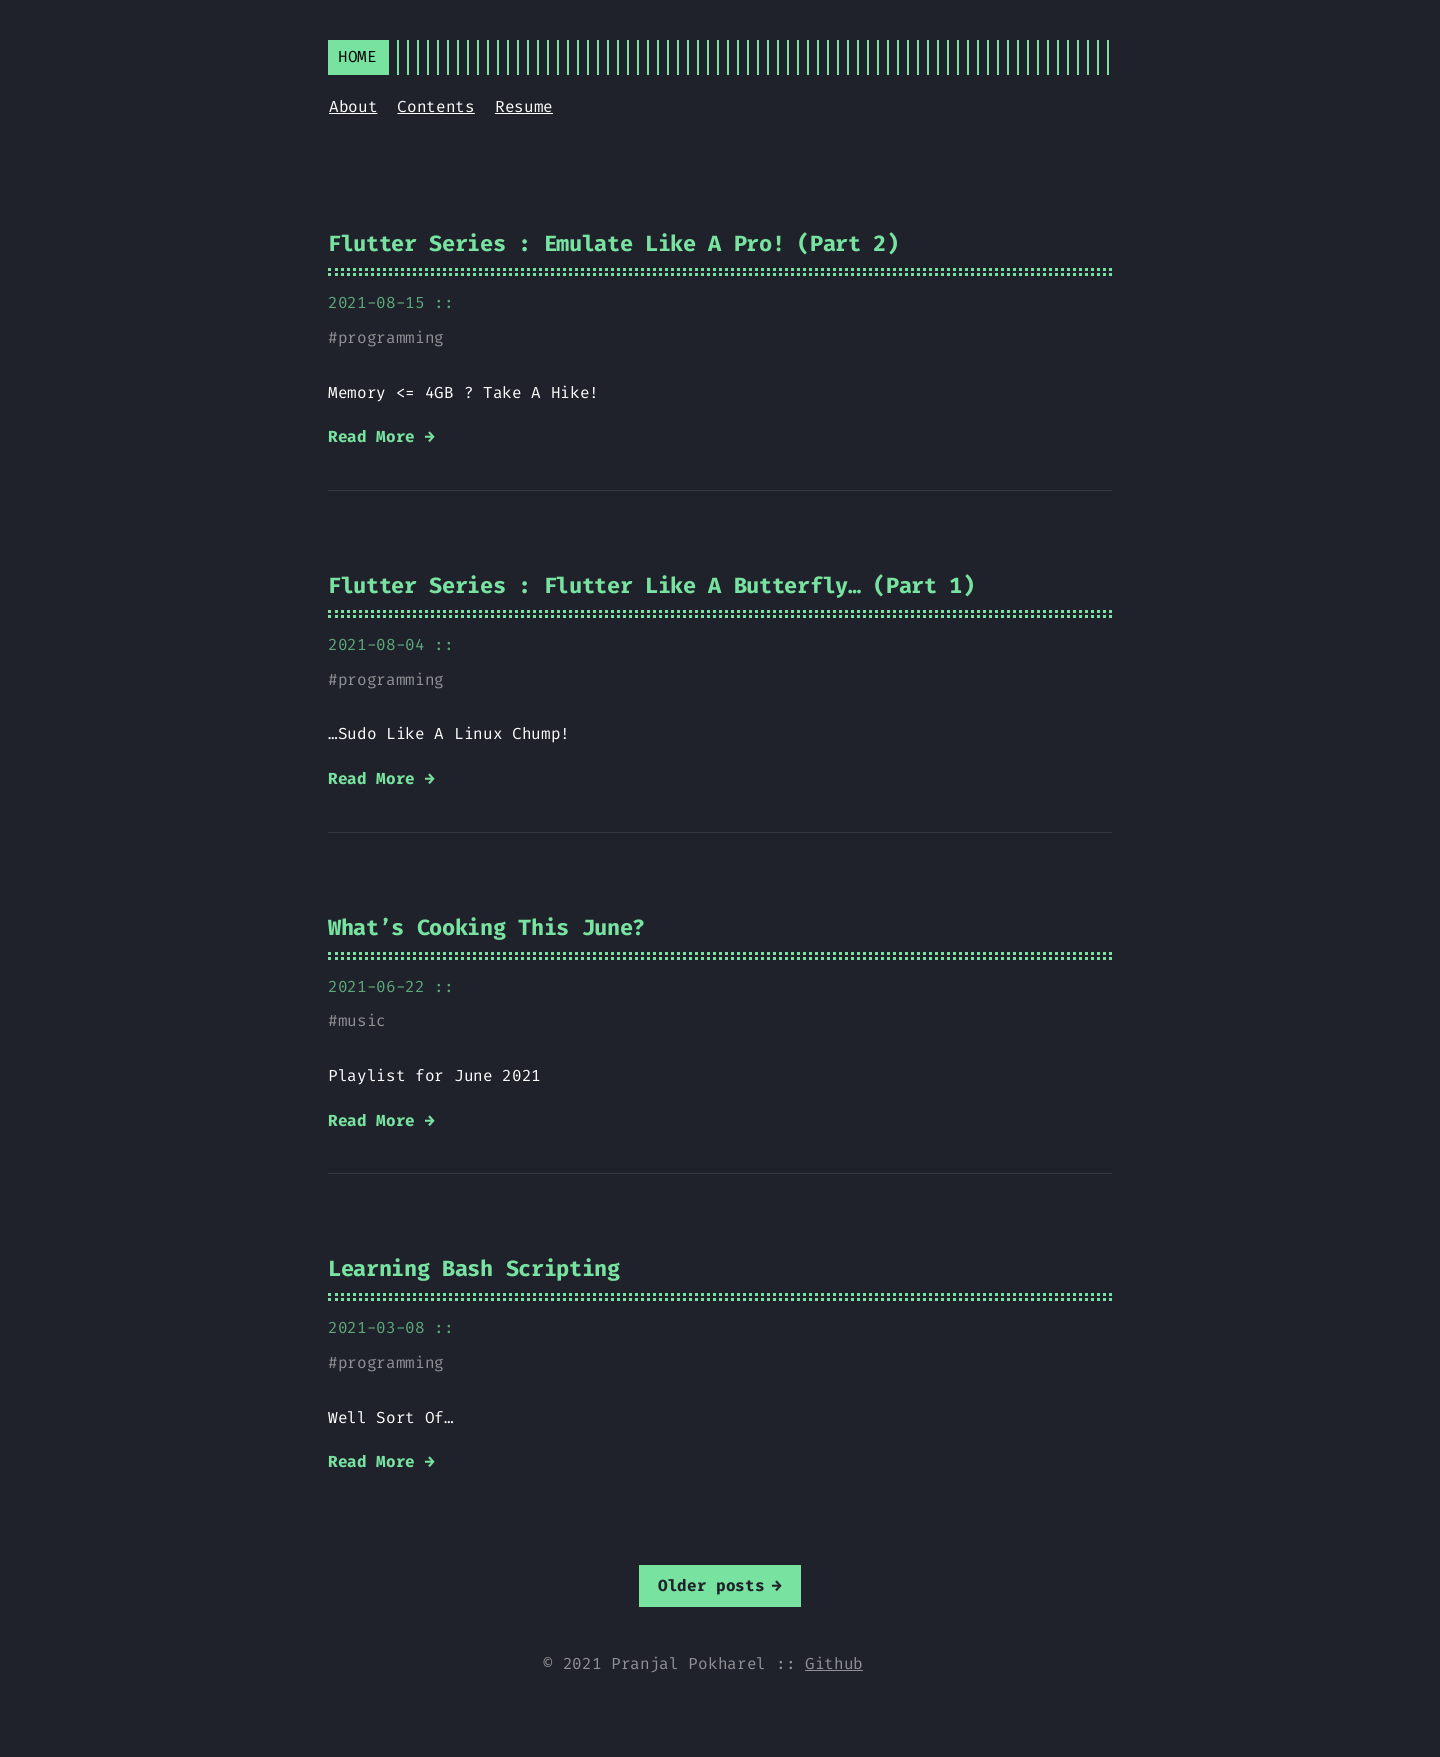 HOME
About Contents Resume
Flutter Series : Emulate Like A Pro! (Part 2)
2021-08-15 ::
#programming
Memory <= 4GB ? Take A Hike!
Read More →
Flutter Series : Flutter Like A Butterfly… (Part 1)
2021-08-04 ::
#programming
…Sudo Like A Linux Chump!
Read More →
What’s Cooking This June?
2021-06-22 ::
#music
Playlist for June 2021
Read More →
Learning Bash Scripting
2021-03-08 ::
#programming
Well Sort Of…
Read More →
Older posts →
© 2021 Pranjal Pokharel :: Github